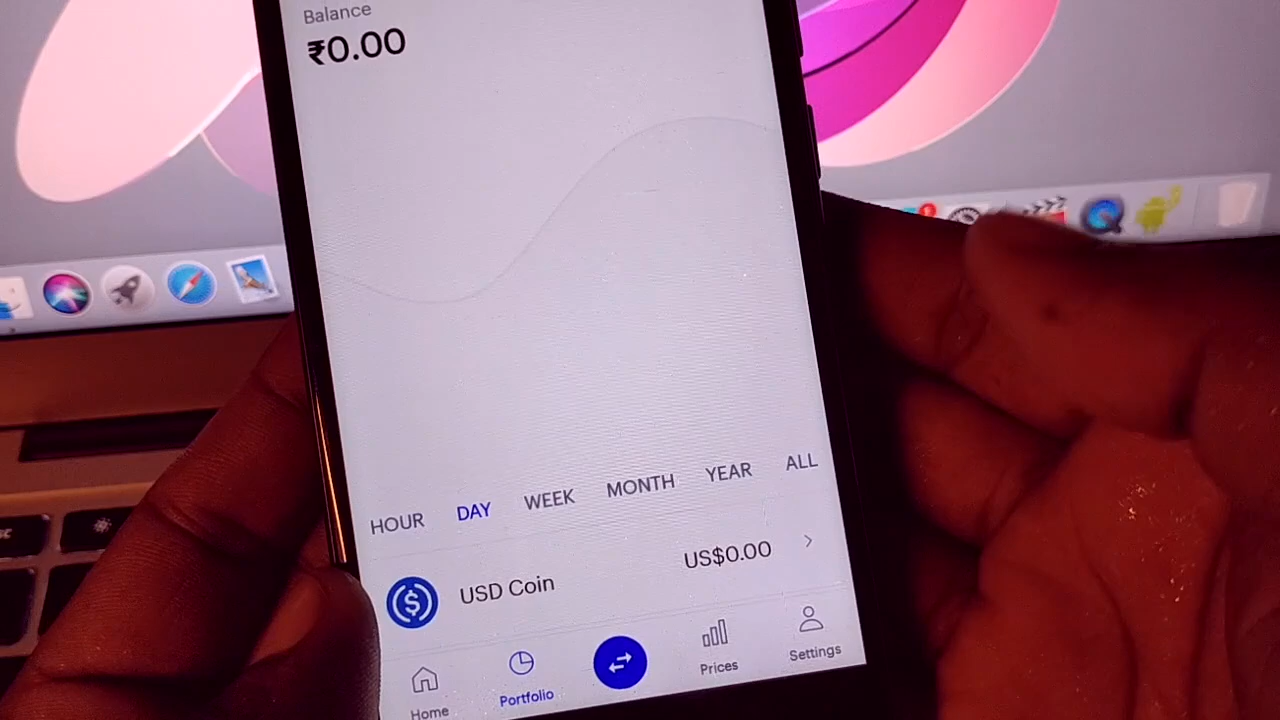 Balance
₹0.00
HOUR DAY WEEK MONTH YEAR ALL
USD Coin US$0.00
Home Portfolio Prices Settings